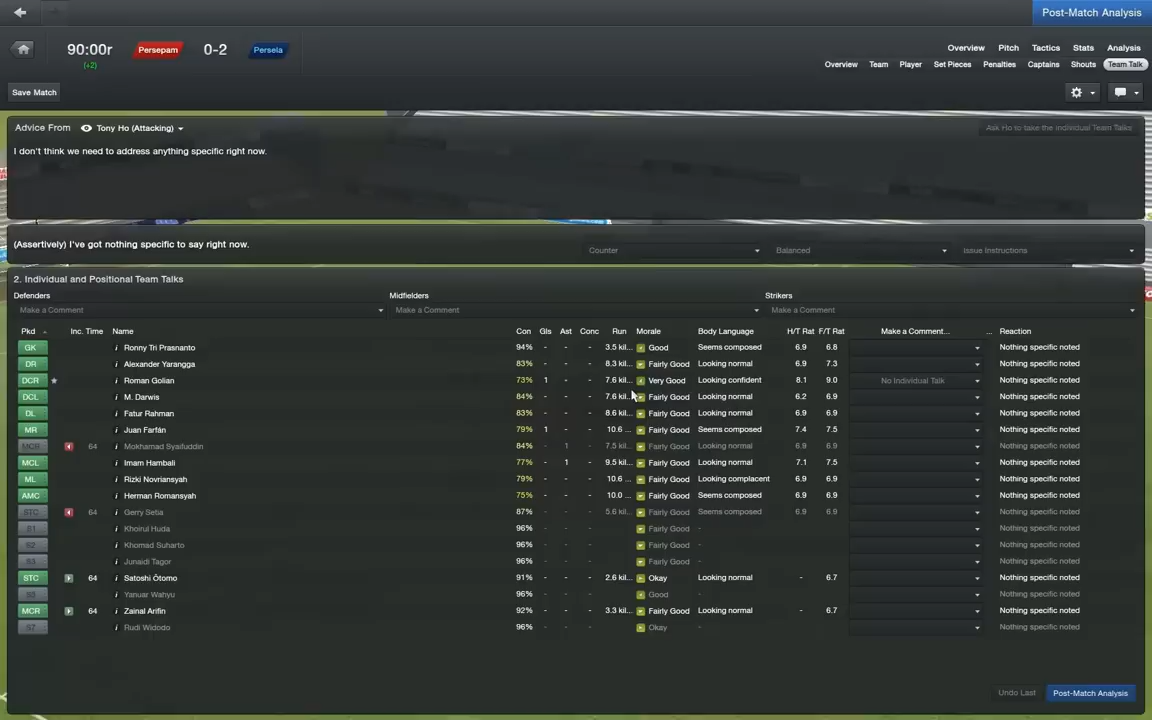 Post-Match Analysis
90:00r Persepam 0-2 Persela
(+2)
Overview Pitch Tactics Stats Analysis
Overview Team Player Set Pieces Penalties Captains Shouts Team Talk
Save Match
Advice From Tony Ho (Attacking) Ask Ho to take the Individual Team Talks
I don't think we need to address anything specific right now.
(Assertively) I've got nothing specific to say right now.
Counter Balanced Issue Instructions
2. Individual and Positional Team Talks
Defenders Midfielders Strikers
Make a Comment Make a Comment Make a Comment
Pkd Inc. Time Name Con Gls Ast Conc Run Morale Body Language H/T Rat F/T Rat Make a Comment... ... Reaction
GK i Ronny Tri Prasnanto 94% - - - 3.5 kil... Good Seems composed 6.9 6.8 Nothing specific noted
DR i Alexander Yarangga 83% - - - 8.3 kil... Fairly Good Looking normal 6.9 7.3 Nothing specific noted
DCR i Roman Golian 73% 1 - - 7.6 kil... Very Good Looking confident 8.1 9.0 No Individual Talk Nothing specific noted
DCL i M. Darwis 84% - - - 7.6 kil... Fairly Good Looking normal 6.2 6.9 Nothing specific noted
DL i Fatur Rahman 83% - - - 8.6 kil... Fairly Good Looking normal 6.9 6.9 Nothing specific noted
MR i Juan Farfán 79% 1 - - 10.6 ... Fairly Good Seems composed 7.4 7.5 Nothing specific noted
MCR 64 i Mokhamad Syaifuddin 84% - 1 - 7.5 kil... Fairly Good Looking normal 6.9 6.9 Nothing specific noted
MCL i Imam Hambali 77% - 1 - 9.5 kil... Fairly Good Looking normal 7.1 7.5 Nothing specific noted
ML i Rizki Novriansyah 79% - - - 10.6 ... Fairly Good Looking complacent 6.9 6.9 Nothing specific noted
AMC i Herman Romansyah 75% - - - 10.0 ... Fairly Good Seems composed 6.9 6.9 Nothing specific noted
STC 64 i Gerry Setia 87% - - - 5.6 kil... Fairly Good Seems composed 6.9 6.9 Nothing specific noted
S1 i Khoirul Huda 96% Fairly Good - Nothing specific noted
S2 i Khomad Suharto 96% Fairly Good - Nothing specific noted
S3 i Junaidi Tagor 96% Fairly Good - Nothing specific noted
STC 64 i Satoshi Ōtomo 91% - - - 2.6 kil... Okay Looking normal - 6.7 Nothing specific noted
S5 i Yanuar Wahyu 96% Good - Nothing specific noted
MCR 64 i Zainal Arifin 92% - - - 3.3 kil... Fairly Good Looking normal - 6.7 Nothing specific noted
S7 i Rudi Widodo 96% Okay - Nothing specific noted
Undo Last Post-Match Analysis